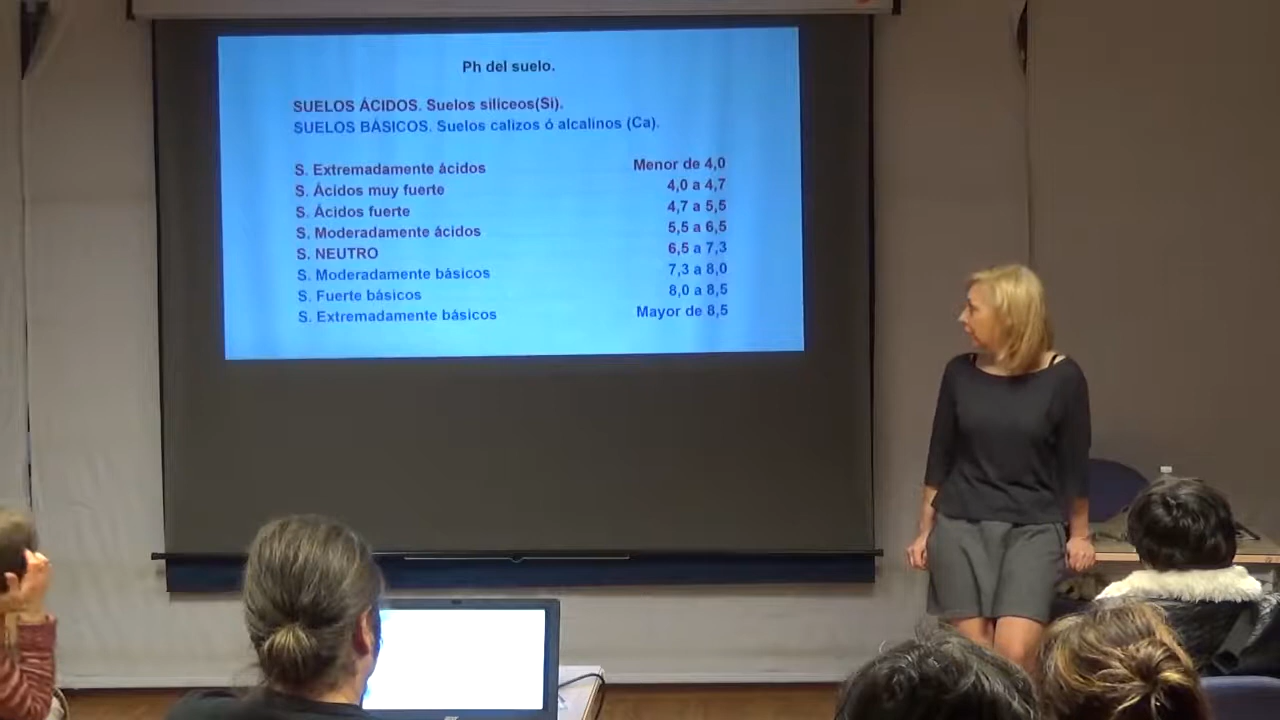 Ph del suelo.
SUELOS ÁCIDOS. Suelos siliceos(Si).
SUELOS BÁSICOS. Suelos calizos ó alcalinos (Ca).
S. Extremadamente ácidos Menor de 4,0
S. Ácidos muy fuerte 4,0 a 4,7
S. Ácidos fuerte 4,7 a 5,5
S. Moderadamente ácidos 5,5 a 6,5
S. NEUTRO 6,5 a 7,3
S. Moderadamente básicos 7,3 a 8,0
S. Fuerte básicos 8,0 a 8,5
S. Extremadamente básicos Mayor de 8,5